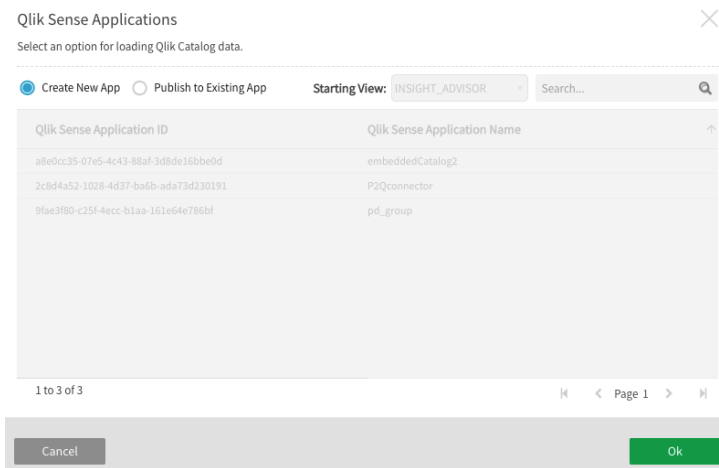 Qlik Sense Applications
Select an option for loading Qlik Catalog data.
Create New App Publish to Existing App Starting View: INSIGHT_ADVISOR Search...
Qlik Sense Application ID Qlik Sense Application Name
a8e0cc35-07e5-4c43-88af-3d8de16bbe0d embeddedCatalog2
2c8d4a52-1028-4d37-ba6b-ada73d230191 P2Qconnector
9fae3f80-c25f-4ecc-b1aa-161e64e786bf pd_group
1 to 3 of 3 Page 1
Cancel Ok